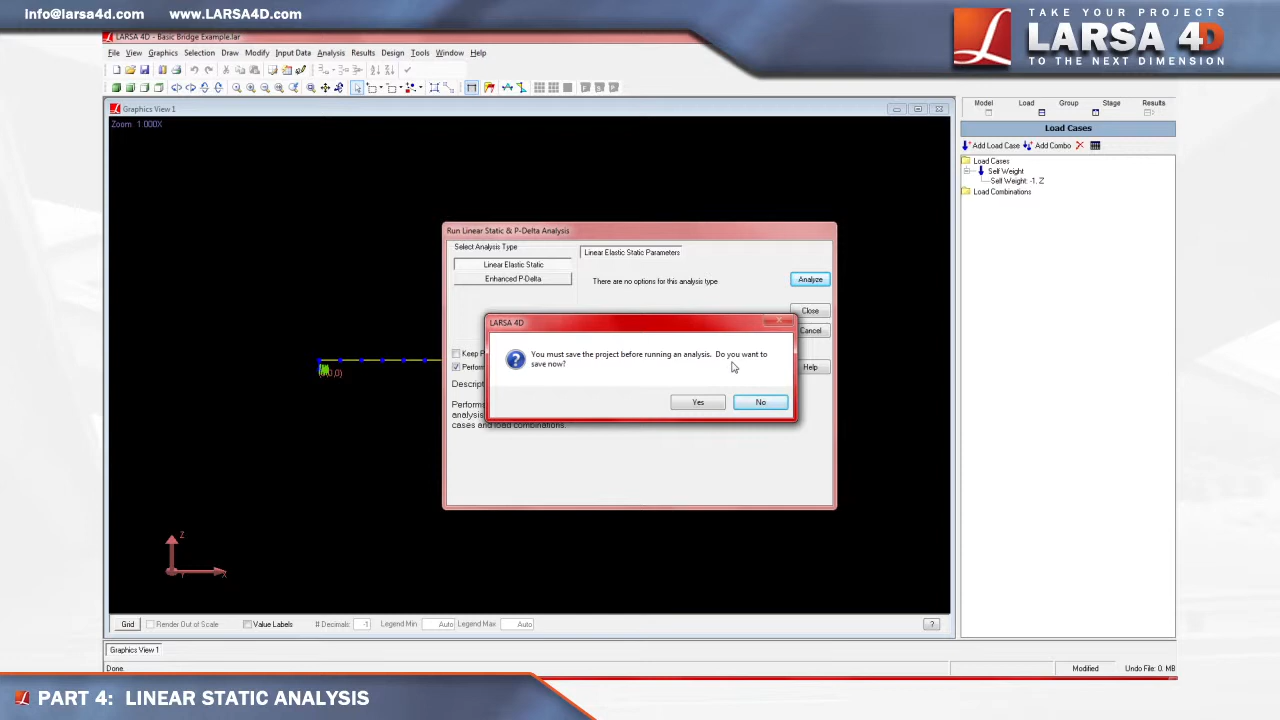 info@larsa4d.com www.LARSA4D.com
TAKE YOUR PROJECTS
LARSA 4D
TO THE NEXT DIMENSION
LARSA 4D - Basic Bridge Example.lar
File View Graphics Selection Draw Modify Input Data Analysis Results Design Tools Window Help
Graphics View 1
Zoom 1.000X
Model Load Group Stage Results
Load Cases
Add Load Case Add Combo
Load Cases
Self Weight
Self Weight: -1. Z
Load Combinations
Run Linear Static & P-Delta Analysis
Select Analysis Type
Linear Elastic Static
Enhanced P-Delta
Linear Elastic Static Parameters
There are no options for this analysis type
Analyze
Close
Cancel
Help
Keep P
Perform
Descript
Performs
analysis
cases and load combinations.
LARSA 4D
You must save the project before running an analysis. Do you want to
save now?
Yes No
Z
Y X
Grid Render Out of Scale Value Labels # Decimals: -1 Legend Min Auto Legend Max Auto ?
Graphics View 1
Done. Modified Undo File: 0. MB
PART 4: LINEAR STATIC ANALYSIS